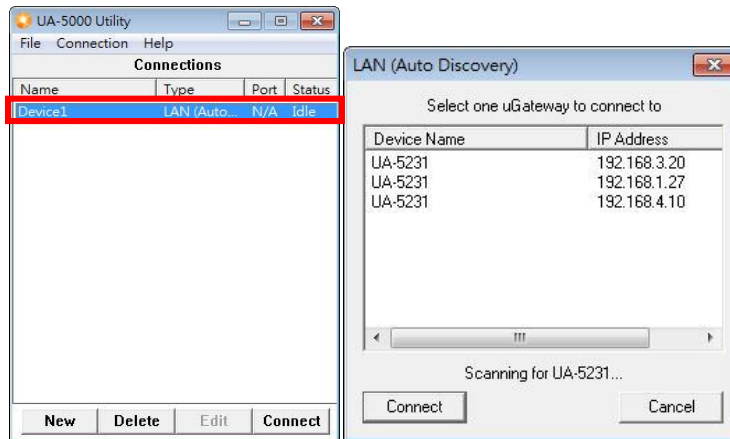 UA-5000 Utility
File Connection Help
Connections
Name Type Port Status
Device1 LAN (Auto... N/A Idle
New Delete Edit Connect
LAN (Auto Discovery)
Select one uGateway to connect to
Device Name IP Address
UA-5231 192.168.3.20
UA-5231 192.168.1.27
UA-5231 192.168.4.10
Scanning for UA-5231...
Connect Cancel